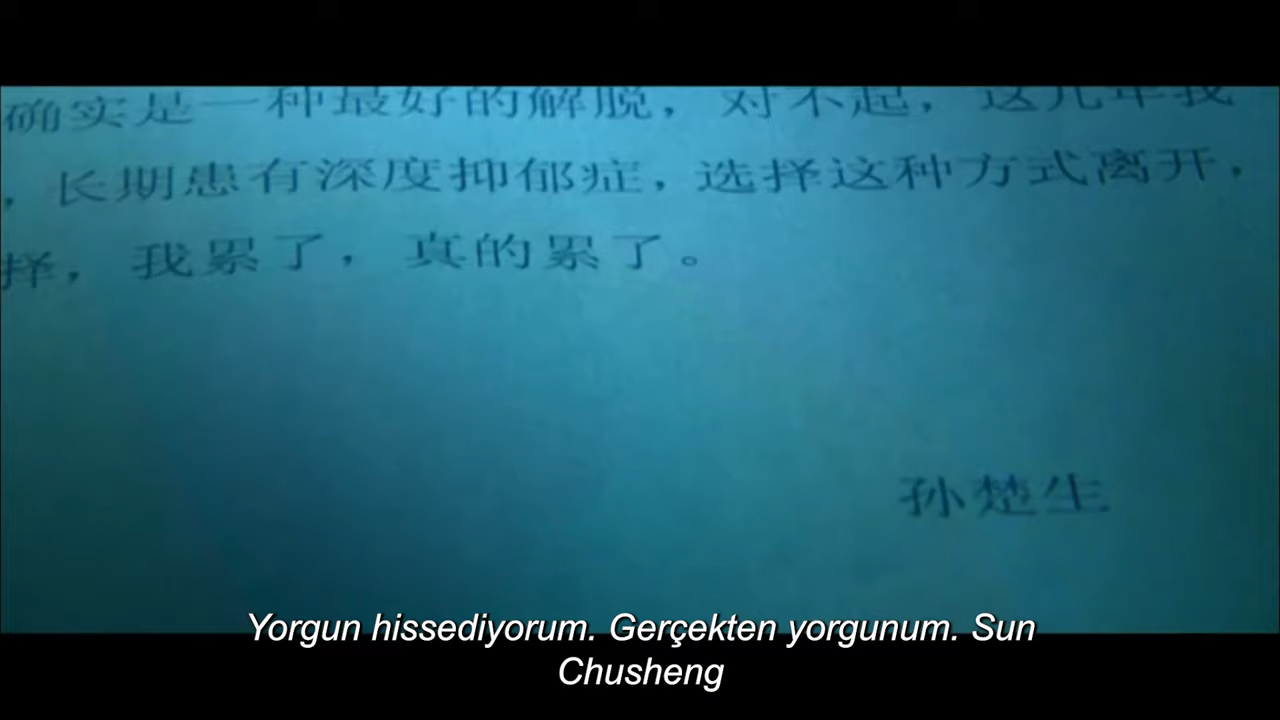 确实是一种最好的解脱，对不起，这几年我
，长期患有深度抑郁症，选择这种方式离开，
择，我累了，真的累了。
孙楚生
Yorgun hissediyorum. Gerçekten yorgunum. Sun
Chusheng